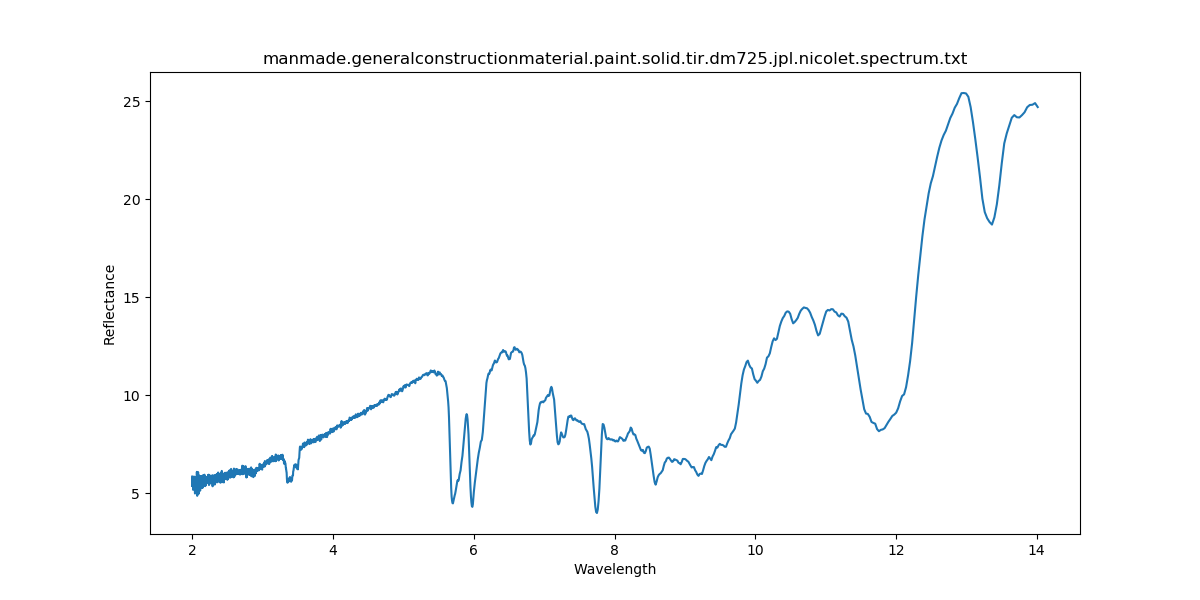 manmade.generalconstructionmaterial.paint.solid.tir.dm725.jpl.nicolet.spectrum.txt
25
20
15
10
5
Reflectance
2 4 6 8 10 12 14
Wavelength